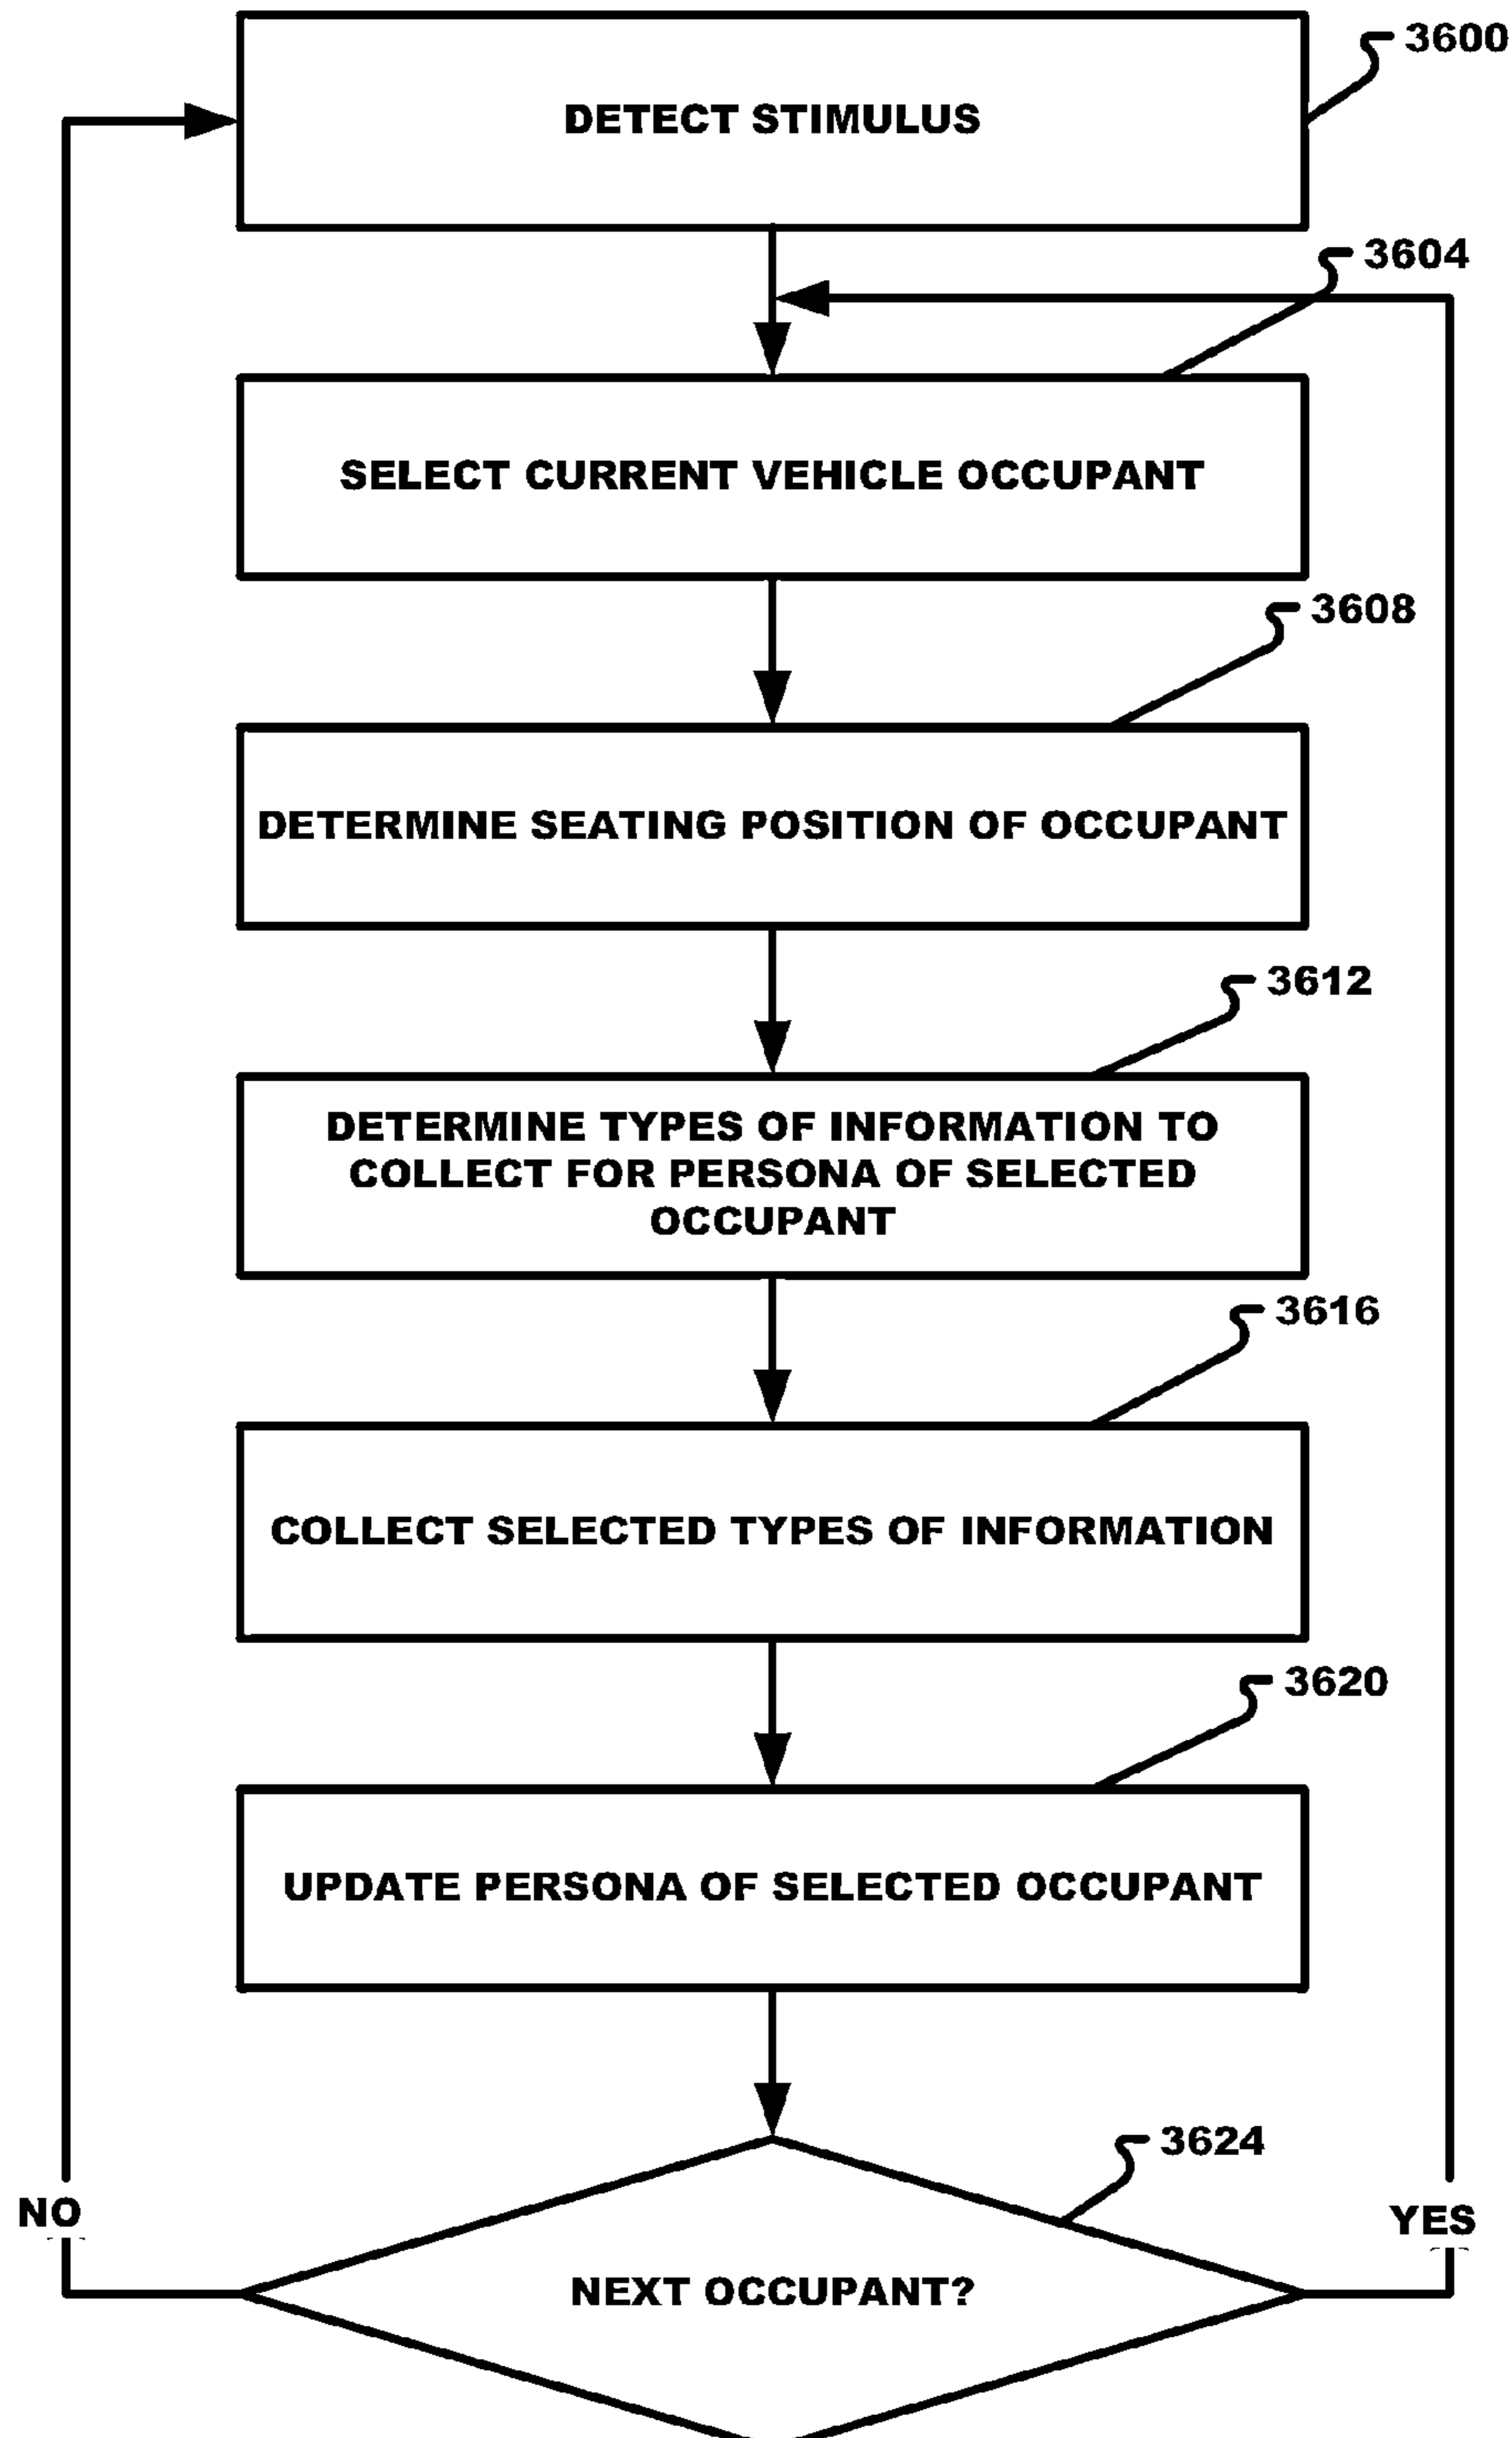 3600
DETECT STIMULUS
3604
SELECT CURRENT VEHICLE OCCUPANT
3608
DETERMINE SEATING POSITION OF OCCUPANT
3612
DETERMINE TYPES OF INFORMATION TO
COLLECT FOR PERSONA OF SELECTED
OCCUPANT
3616
COLLECT SELECTED TYPES OF INFORMATION
3620
UPDATE PERSONA OF SELECTED OCCUPANT
3624
NO
YES
NEXT OCCUPANT?